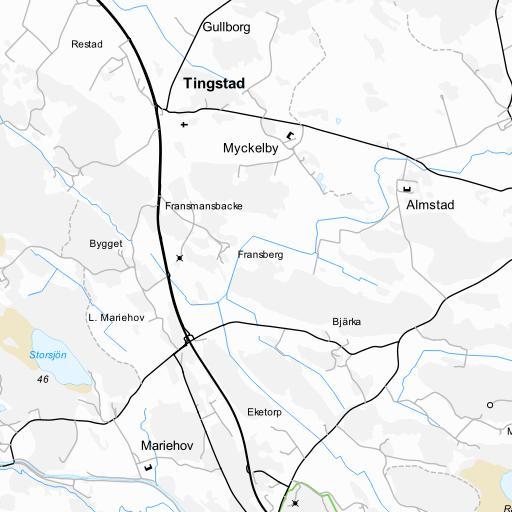 Gullborg
Restad
Tingstad
Myckelby
Fransmansbacke
Almstad
Bygget
Fransberg
L. Mariehov
Bjärka
Storsjön
46
Eketorp
Mariehov